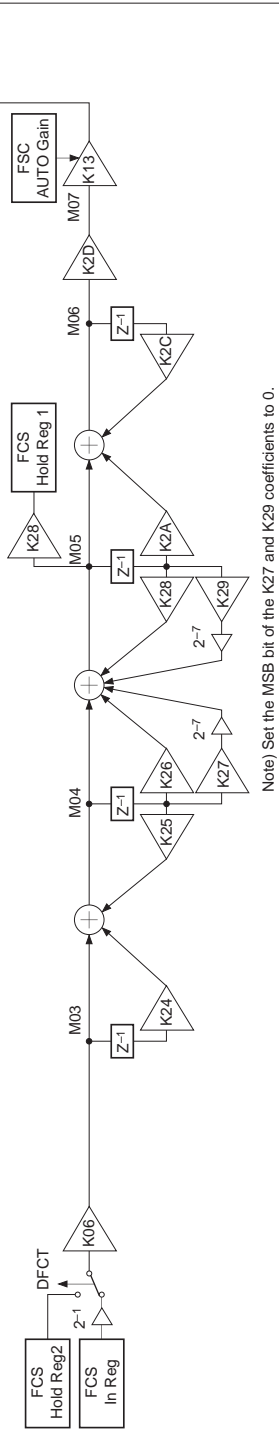 FCS
Hold Reg2
FCS
In Reg
2–1
DFCT
K06
M03
Z–1
K24
K25
M04
Z–1
K26
K27
2–7
2–7
K28
K29
M05
Z–1
K2A
K28
FCS
Hold Reg 1
K2C
Z–1
M06
K2D
M07
K13
FSC
AUTO Gain
Note) Set the MSB bit of the K27 and K29 coefficients to 0.